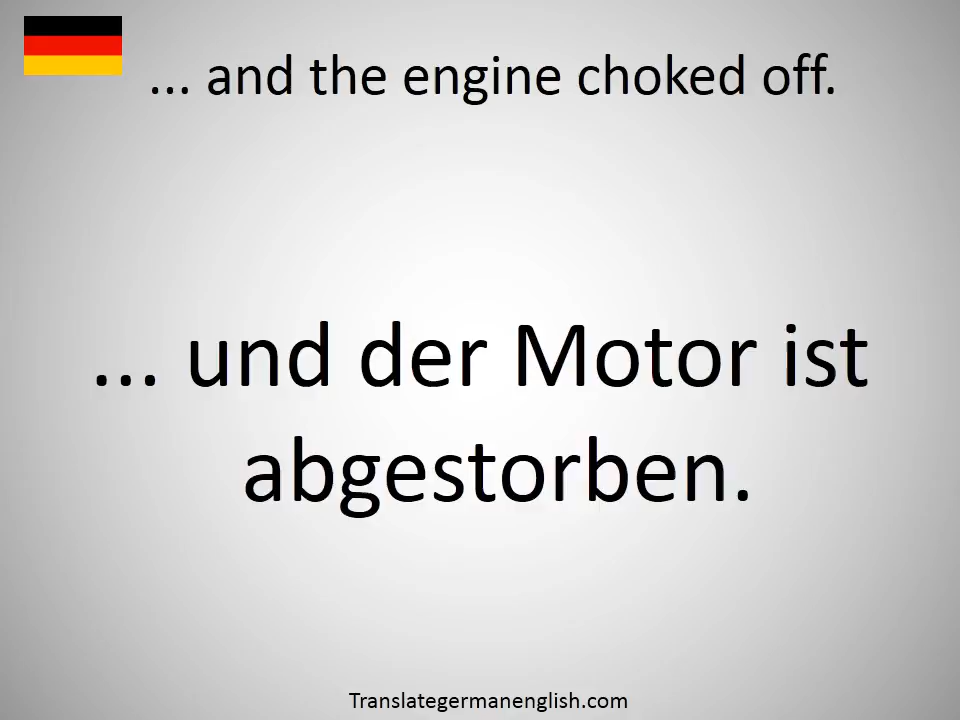 ... and the engine choked off.
... und der Motor ist
abgestorben.
Translategermanenglish.com